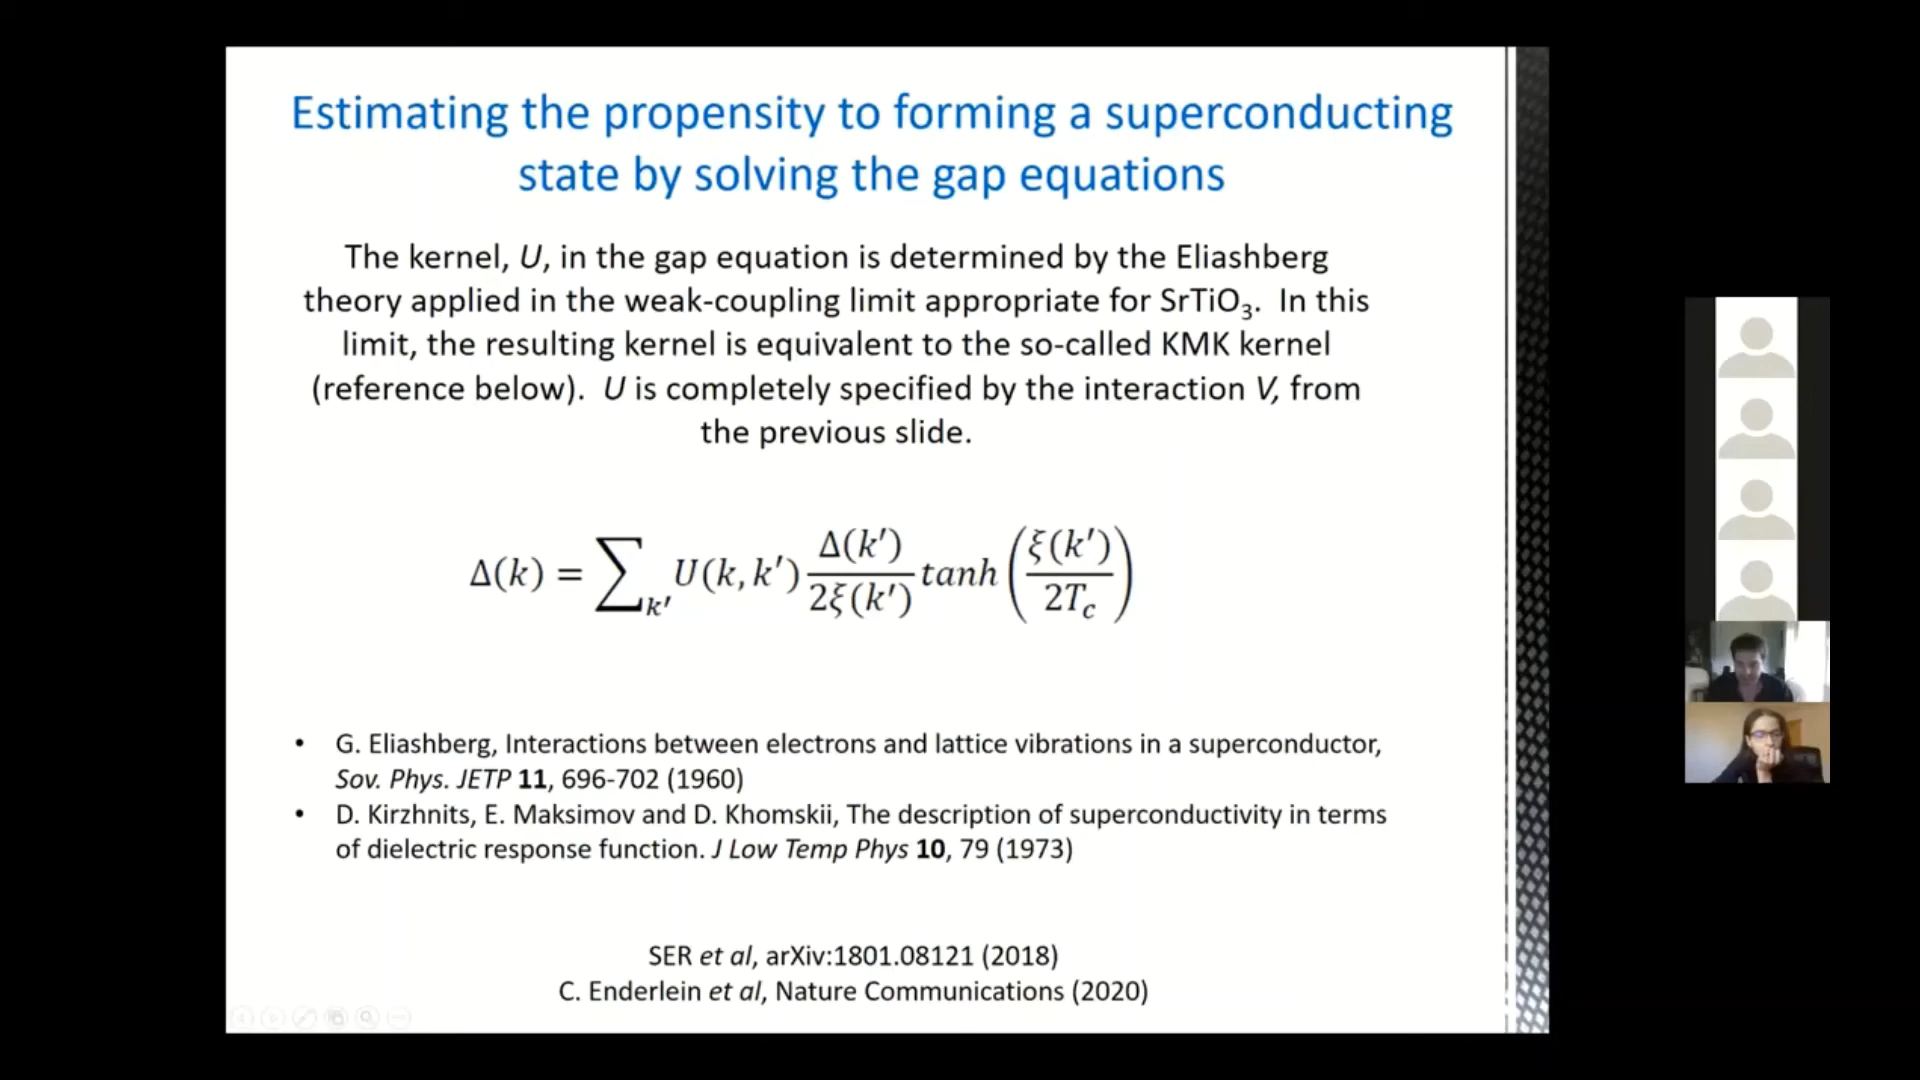 Estimating the propensity to forming a superconducting
state by solving the gap equations
The kernel, U, in the gap equation is determined by the Eliashberg
theory applied in the weak-coupling limit appropriate for SrTiO₃. In this
limit, the resulting kernel is equivalent to the so-called KMK kernel
(reference below). U is completely specified by the interaction V, from
the previous slide.
Δ(k) = ∑_k′ U(k, k′) Δ(k′)/2ξ(k′) tanh (ξ(k′)/2T_c)
• G. Eliashberg, Interactions between electrons and lattice vibrations in a superconductor,
Sov. Phys. JETP 11, 696-702 (1960)
• D. Kirzhnits, E. Maksimov and D. Khomskii, The description of superconductivity in terms
of dielectric response function. J Low Temp Phys 10, 79 (1973)
SER et al, arXiv:1801.08121 (2018)
C. Enderlein et al, Nature Communications (2020)